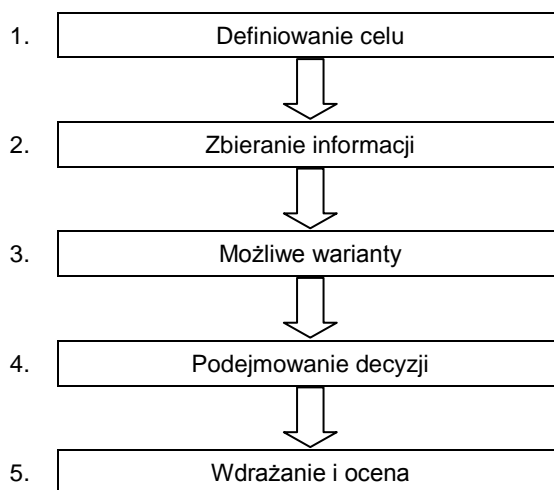 1. Definiowanie celu
2. Zbieranie informacji
3. Możliwe warianty
4. Podejmowanie decyzji
5. Wdrażanie i ocena